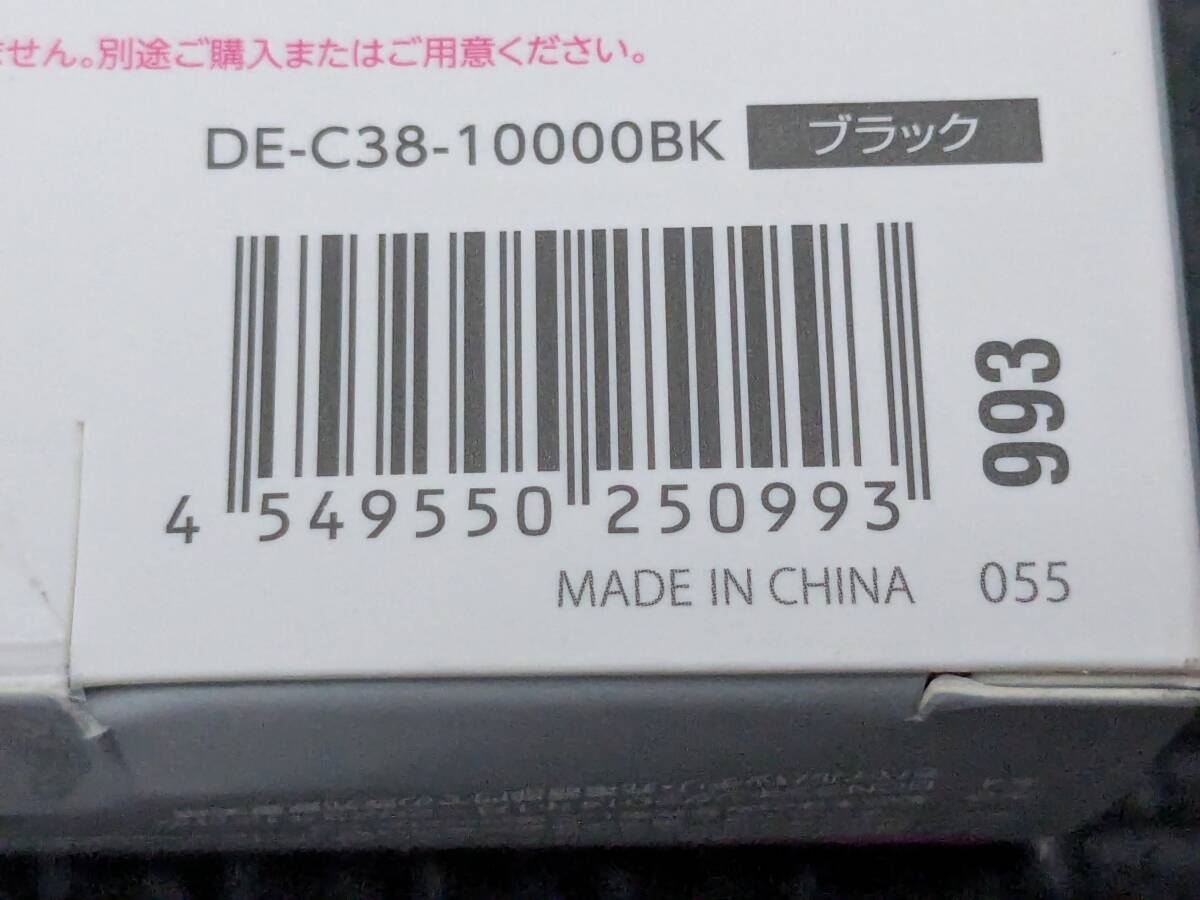 せん。別途ご購入またはご用意ください。
DE-C38-10000BK ブラック
4 549550 250993
993
MADE IN CHINA 055